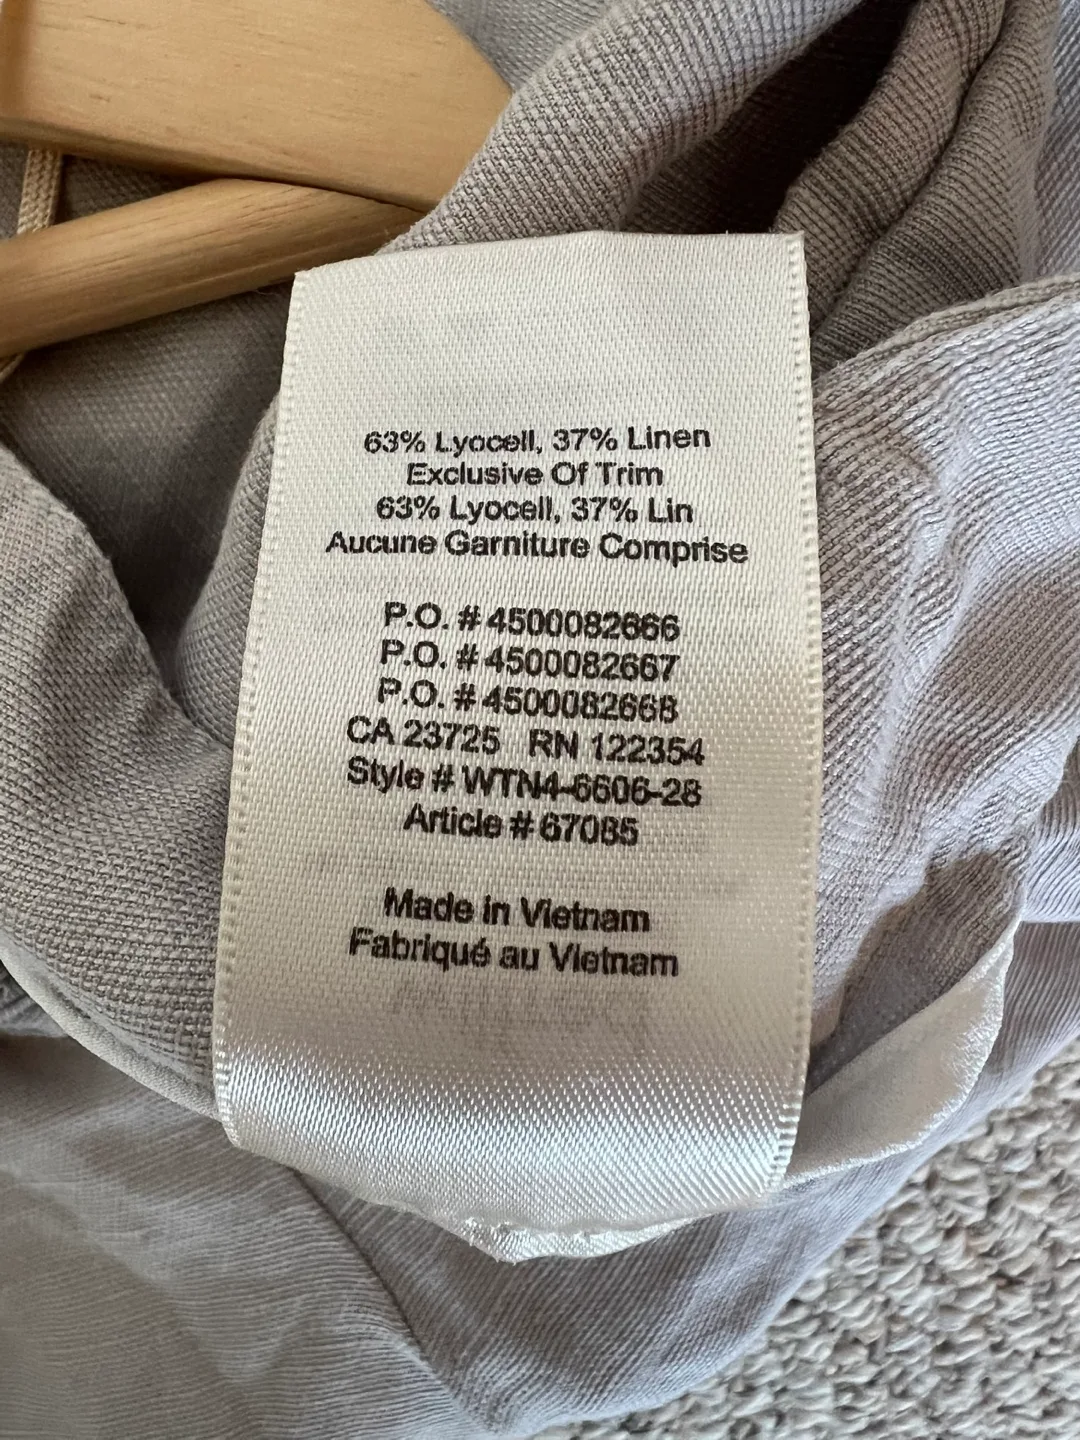 63% Lyocell, 37% Linen
Exclusive Of Trim
63% Lyocell, 37% Lin
Aucune Garniture Comprise
P.O. # 4500082666
P.O. # 4500082667
P.O. # 4500082668
CA 23725 RN 122354
Style # WTN4-6606-28
Article # 67085
Made in Vietnam
Fabriqué au Vietnam